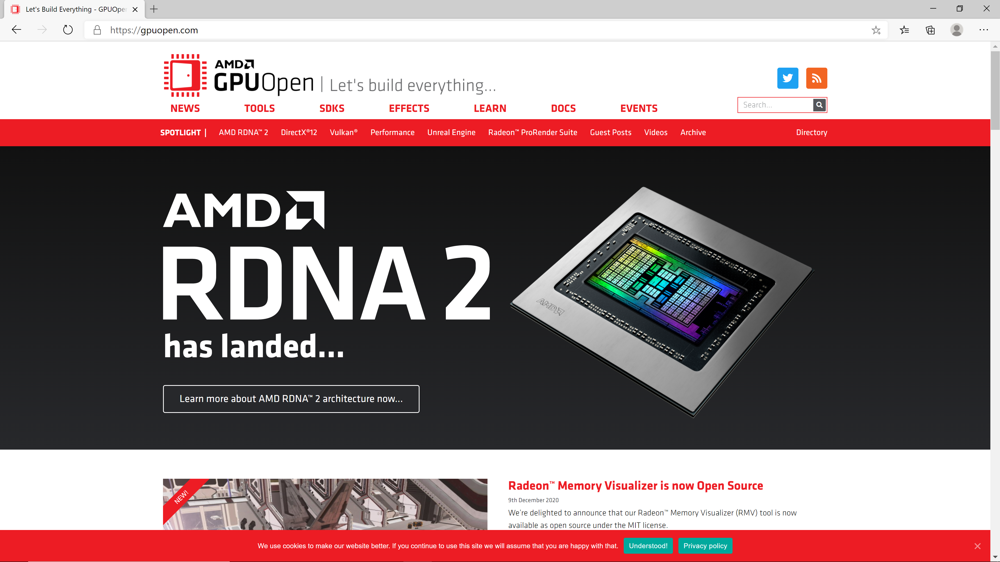 Let's Build Everything - GPUOpen
https://gpuopen.com
AMD
GPUOpen | Let's build everything...
NEWS TOOLS SDKS EFFECTS LEARN DOCS EVENTS
Search...
SPOTLIGHT | AMD RDNA™ 2 DirectX®12 Vulkan® Performance Unreal Engine Radeon™ ProRender Suite Guest Posts Videos Archive Directory
AMD
RDNA 2
has landed...
AMD
Learn more about AMD RDNA™ 2 architecture now...
NEW!
Radeon™ Memory Visualizer is now Open Source
9th December 2020
We're delighted to announce that our Radeon™ Memory Visualizer (RMV) tool is now
available as open source under the MIT license.
We use cookies to make our website better. If you continue to use this site we will assume that you are happy with that. Understood! Privacy policy